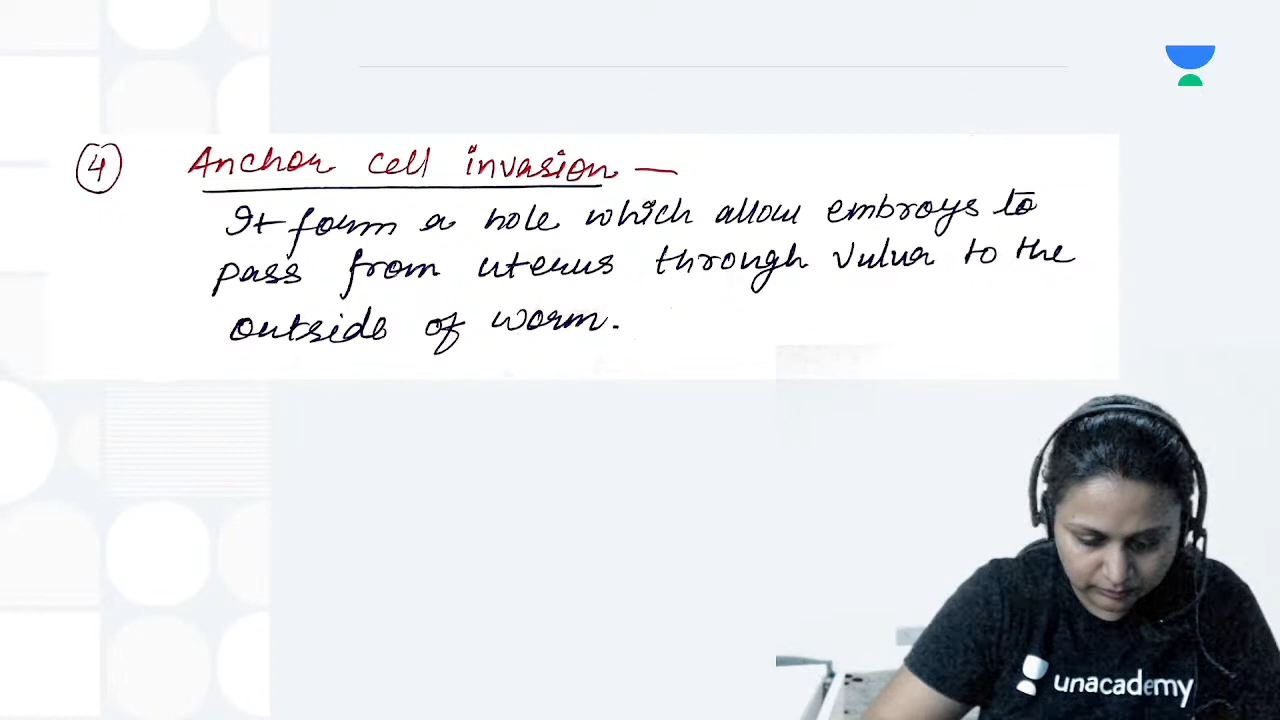 4 Anchor cell invasion —
It form a hole which allow embroys to
pass from uterus through vulva to the
outside of worm.
unacademy